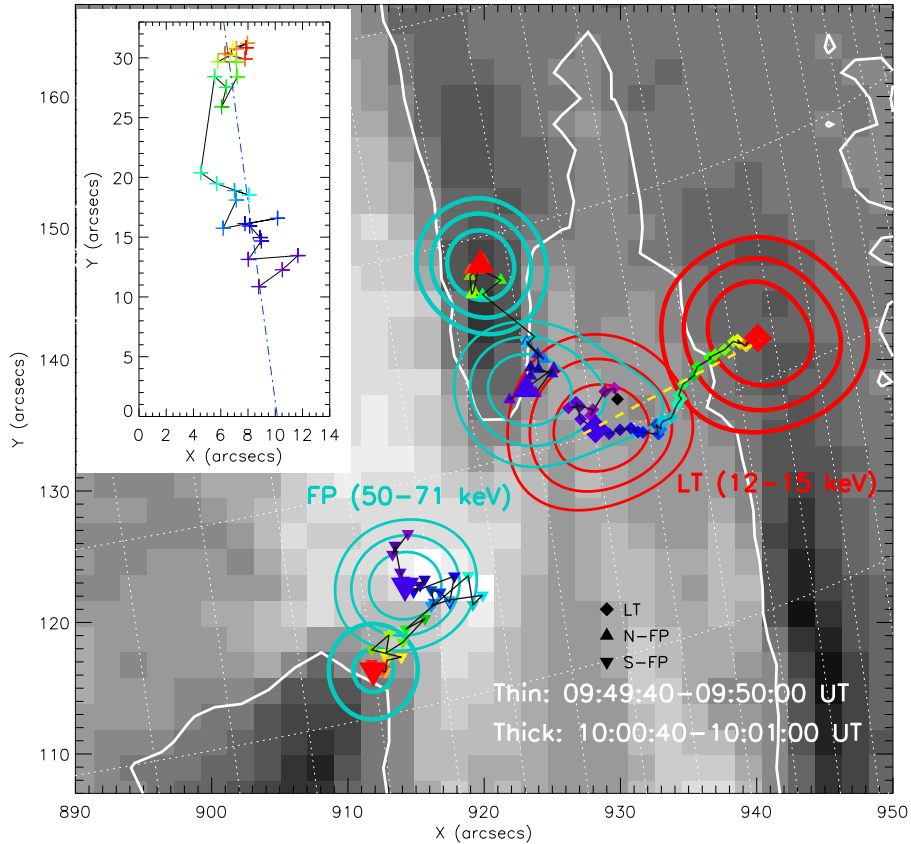 30
25
20
15
10
5
0
Y (arcsecs)
0 2 4 6 8 10 12 14
X (arcsecs)
160
150
140
130
120
110
Y (arcsecs)
FP (50-71 keV)
LT (12-15 keV)
LT
N-FP
S-FP
Thin: 09:49:40-09:50:00 UT
Thick: 10:00:40-10:01:00 UT
890 900 910 920 930 940 950
X (arcsecs)